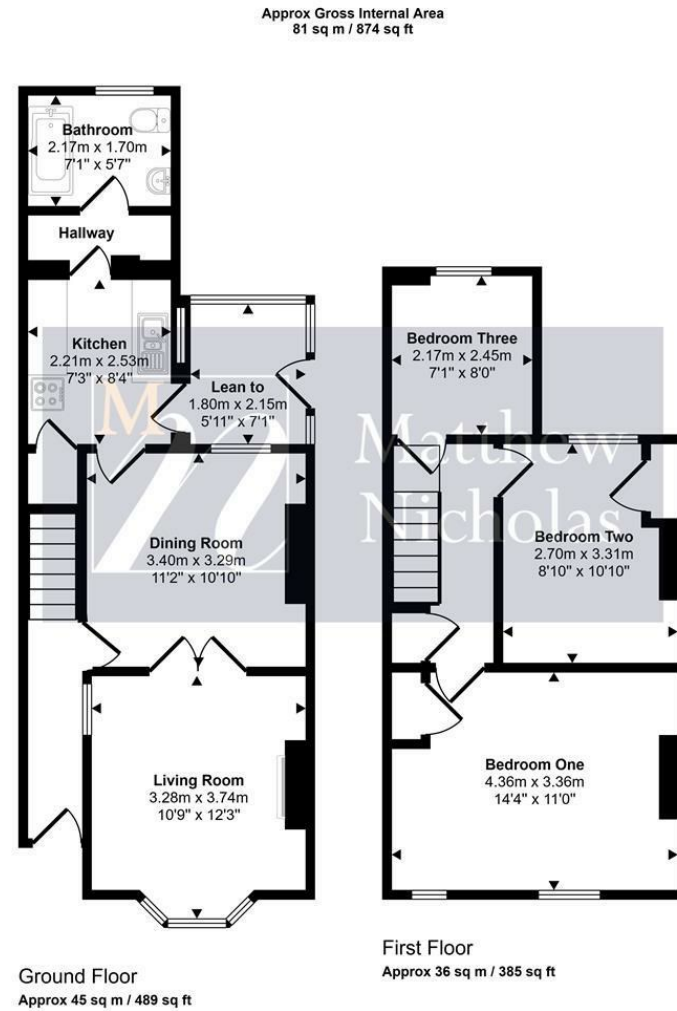 Approx Gross Internal Area
81 sq m / 874 sq ft
Bathroom
2.17m x 1.70m
7'1" x 5'7"
Hallway
Kitchen
2.21m x 2.53m
7'3" x 8'4"
Lean to
1.80m x 2.15m
5'11" x 7'1"
Dining Room
3.40m x 3.29m
11'2" x 10'10"
Living Room
3.28m x 3.74m
10'9" x 12'3"
Ground Floor
Approx 45 sq m / 489 sq ft
Bedroom Three
2.17m x 2.45m
7'1" x 8'0"
Bedroom Two
2.70m x 3.31m
8'10" x 10'10"
Bedroom One
4.36m x 3.36m
14'4" x 11'0"
First Floor
Approx 36 sq m / 385 sq ft
M
n
Matthew
Nicholas